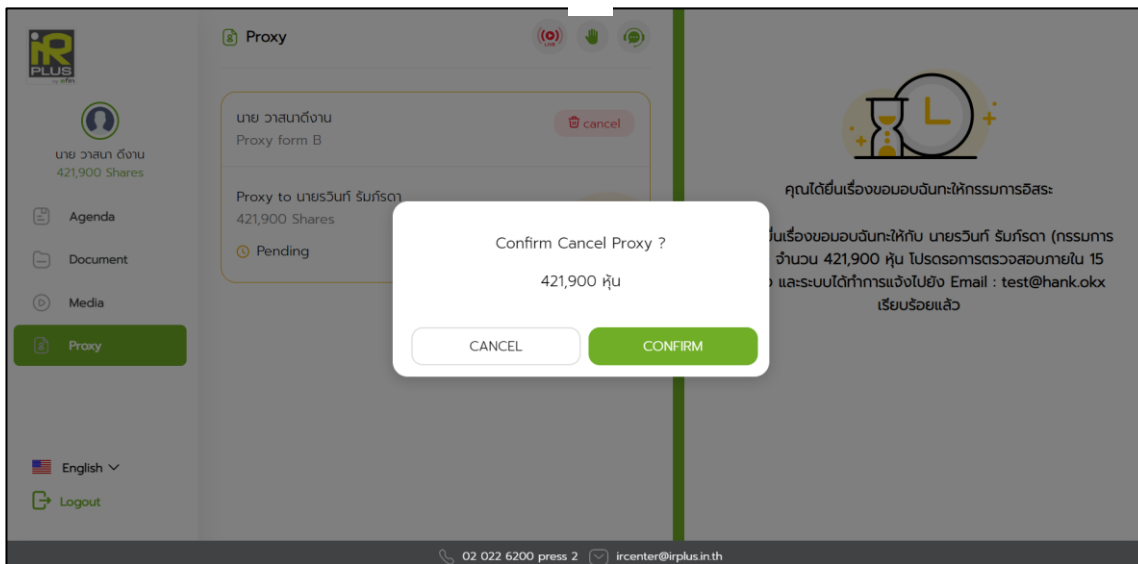 iR
PLUS
by efin
นาย วาสนา ดีงาน
421,900 Shares
Agenda
Document
Media
Proxy
English
Logout
Proxy
LIVE
นาย วาสนาดีงาน
Proxy form B
cancel
Proxy to นายรวินท์ รัมภ์รดา
421,900 Shares
Pending
Confirm Cancel Proxy ?
421,900 หุ้น
CANCEL
CONFIRM
คุณได้ยื่นเรื่องขอมอบฉันทะให้กรรมการอิสระ
ยื่นเรื่องขอมอบฉันทะให้กับ นายรวินท์ รัมภ์รดา (กรรมการ
จำนวน 421,900 หุ้น โปรดรอการตรวจสอบภายใน 15
และระบบได้ทำการแจ้งไปยัง Email : test@hank.okx
เรียบร้อยแล้ว
02 022 6200 press 2 ircenter@irplus.in.th